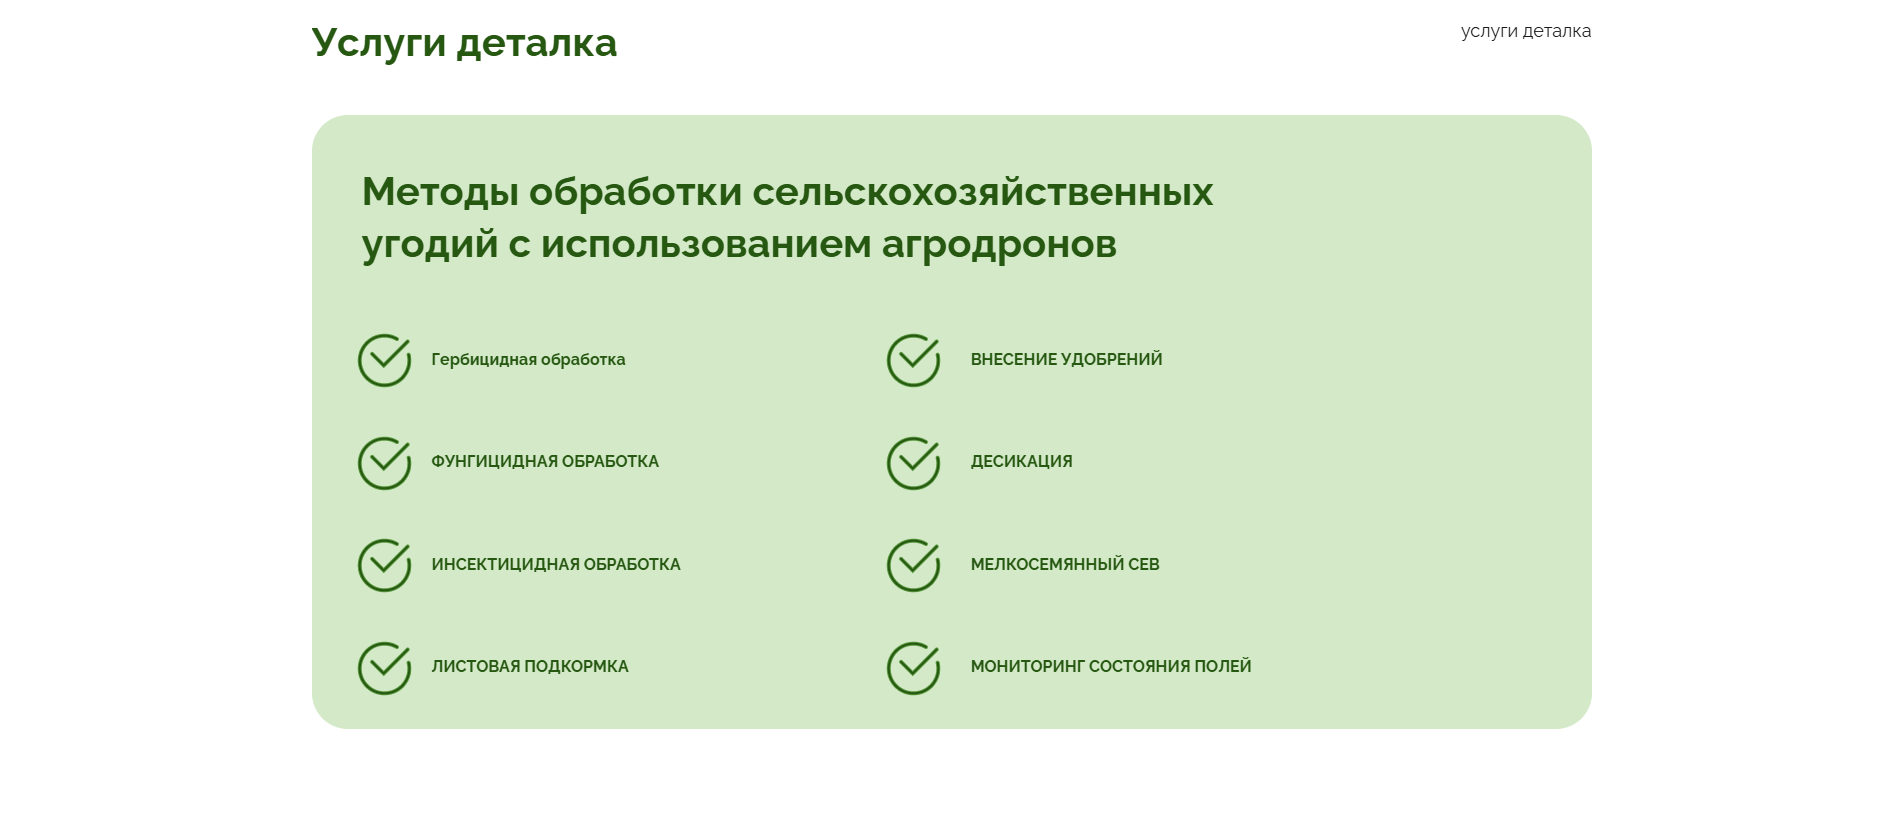 Услуги деталка
услуги деталка
Методы обработки сельскохозяйственных
угодий с использованием агродронов
Гербицидная обработка
ВНЕСЕНИЕ УДОБРЕНИЙ
ФУНГИЦИДНАЯ ОБРАБОТКА
ДЕСИКАЦИЯ
ИНСЕКТИЦИДНАЯ ОБРАБОТКА
МЕЛКОСЕМЯННЫЙ СЕВ
ЛИСТОВАЯ ПОДКОРМКА
МОНИТОРИНГ СОСТОЯНИЯ ПОЛЕЙ